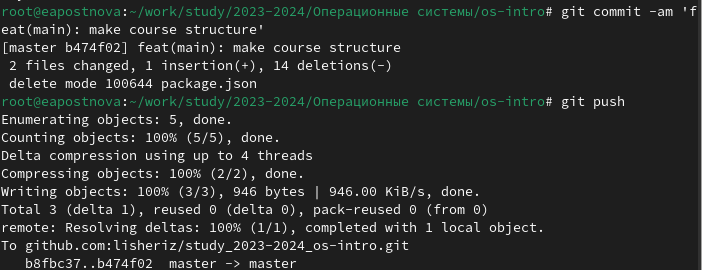 root@eapostnova:~/work/study/2023-2024/Операционные системы/os-intro# git commit -am 'f
eat(main): make course structure'
[master b474f02] feat(main): make course structure
 2 files changed, 1 insertion(+), 14 deletions(-)
 delete mode 100644 package.json
root@eapostnova:~/work/study/2023-2024/Операционные системы/os-intro# git push
Enumerating objects: 5, done.
Counting objects: 100% (5/5), done.
Delta compression using up to 4 threads
Compressing objects: 100% (2/2), done.
Writing objects: 100% (3/3), 946 bytes | 946.00 KiB/s, done.
Total 3 (delta 1), reused 0 (delta 0), pack-reused 0 (from 0)
remote: Resolving deltas: 100% (1/1), completed with 1 local object.
To github.com:lisheriz/study_2023-2024_os-intro.git
   b8fbc37..b474f02  master -> master